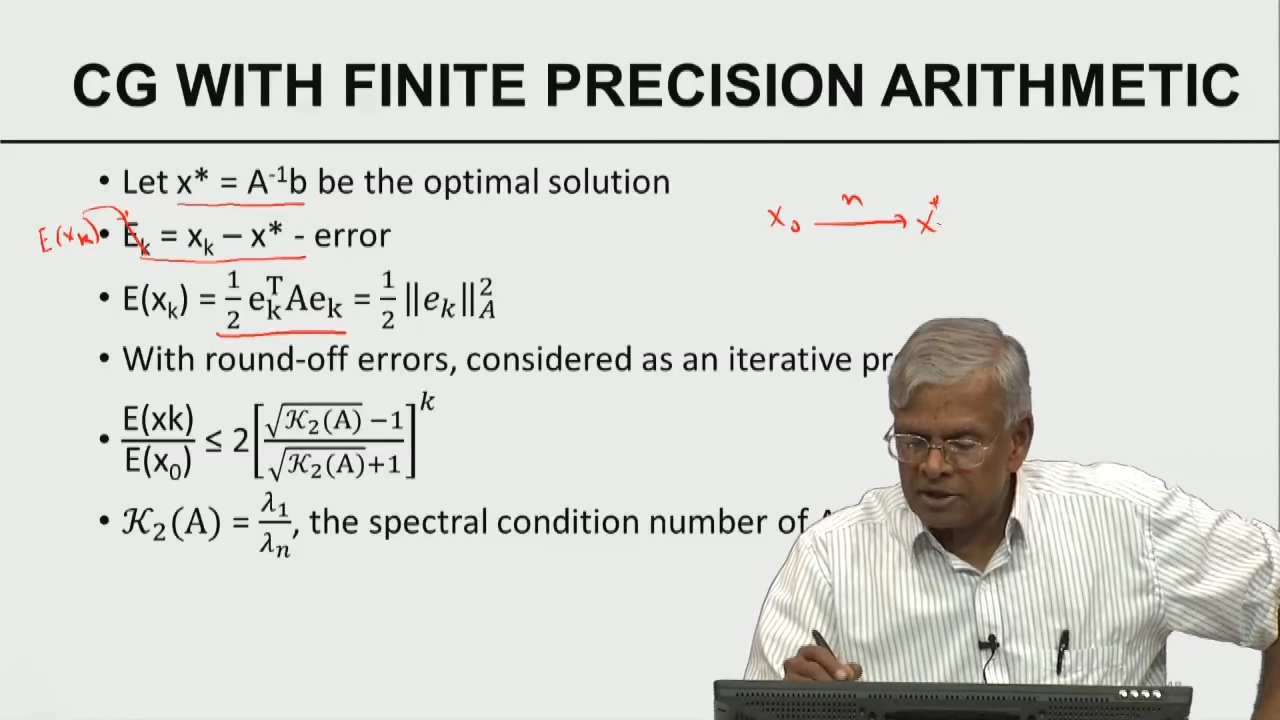 CG WITH FINITE PRECISION ARITHMETIC
• Let x* = A⁻¹b be the optimal solution
x₀ → x*
n
E(xₖ)
• Eₖ = xₖ – x* - error
• E(xₖ) = 1/2 eₖᵀAeₖ = 1/2 ||eₖ||²_A
• With round-off errors, considered as an iterative
• E(xk)/E(x₀) ≤ 2[(√𝒦₂(A) −1)/(√𝒦₂(A)+1)]ᵏ
• 𝒦₂(A) = λ₁/λₙ, the spectral condition number of